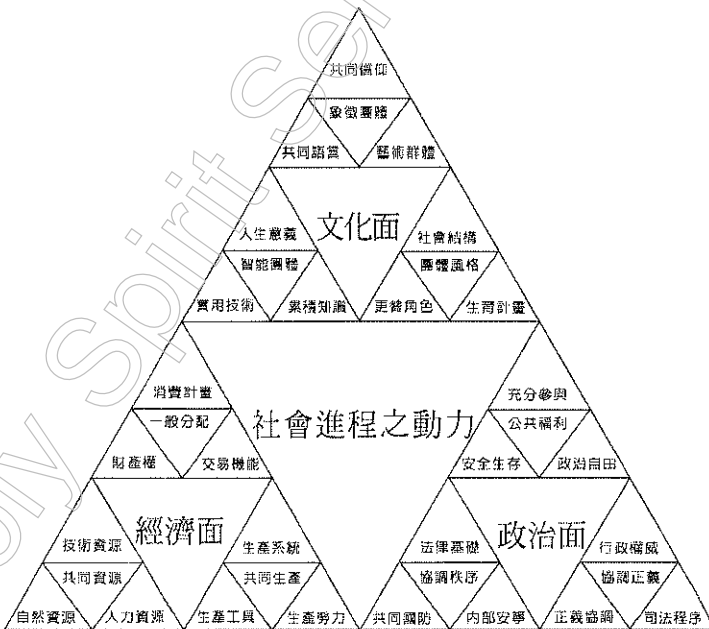 共同信仰
象徵團體
共同語言 藝術群體
文化面
人生意義 社會結構
智能團體 團體風格
實用技術 累積知識 更替角色 生育計畫
消費計畫 充分參與
社會進程之動力
一般分配 公共福利
財產權 交易機能 安全生存 政治自由
經濟面 政治面
技術資源 生產系統 法律基礎 行政權威
共同資源 共同生產 協調秩序 協調正義
自然資源 人力資源 生產工具 生產勞力 共同國防 內部安寧 正義協調 司法程序
oly Spirit Se